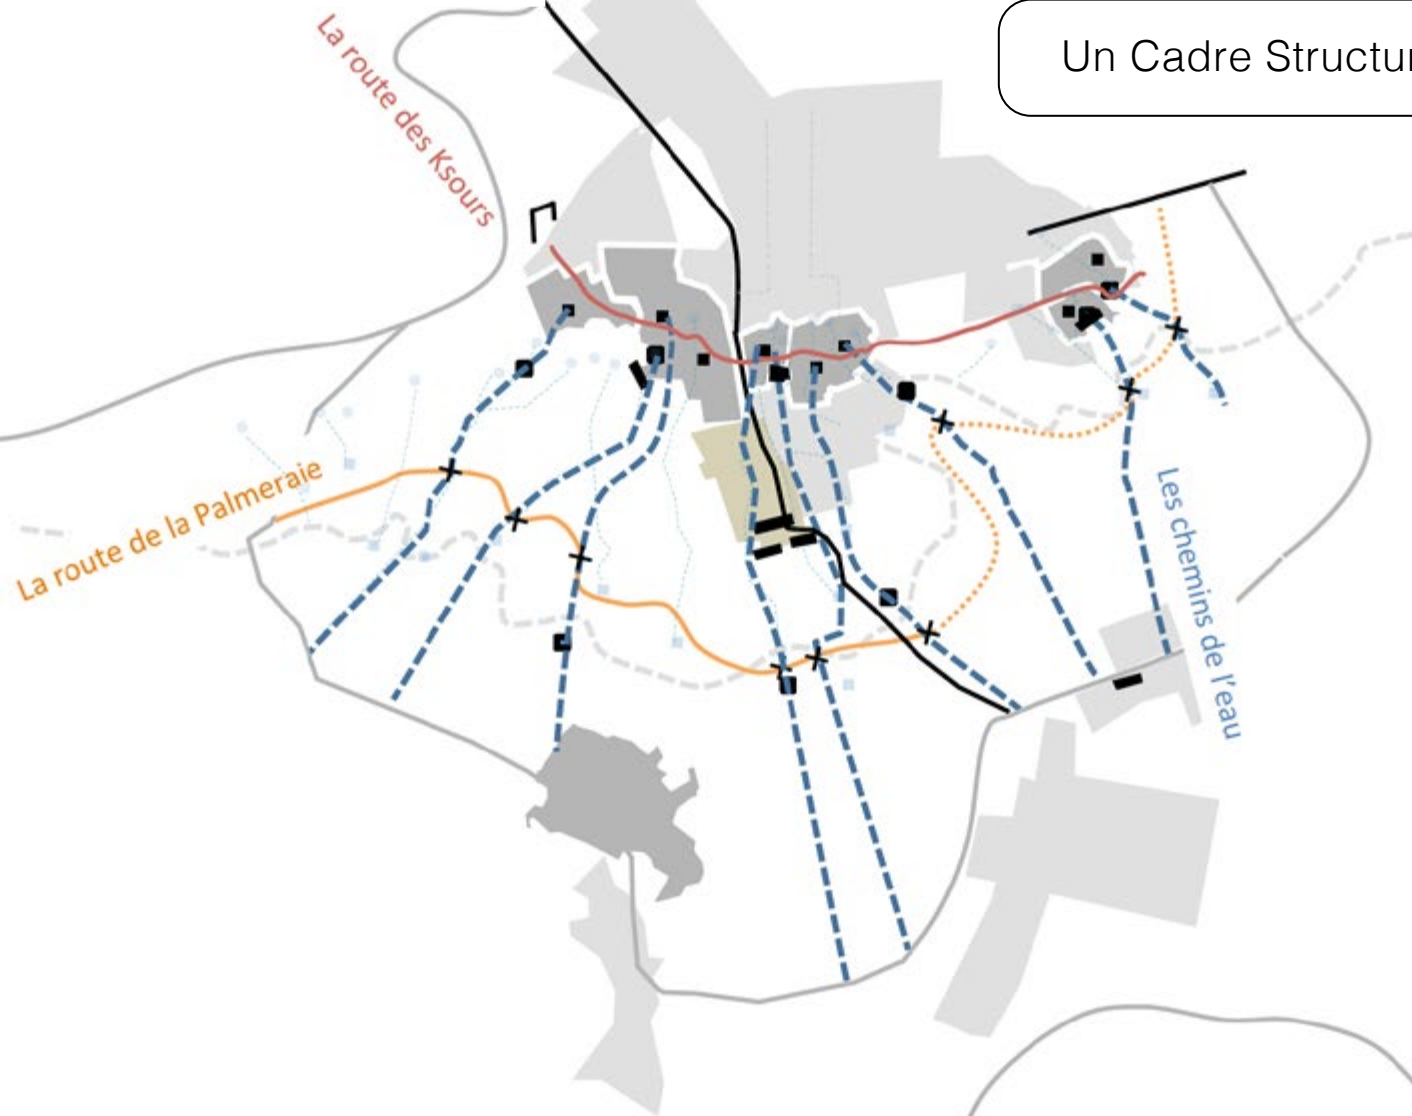 Un Cadre Structur
La route des Ksours
La route de la Palmeraie
Les chemins de l'eau